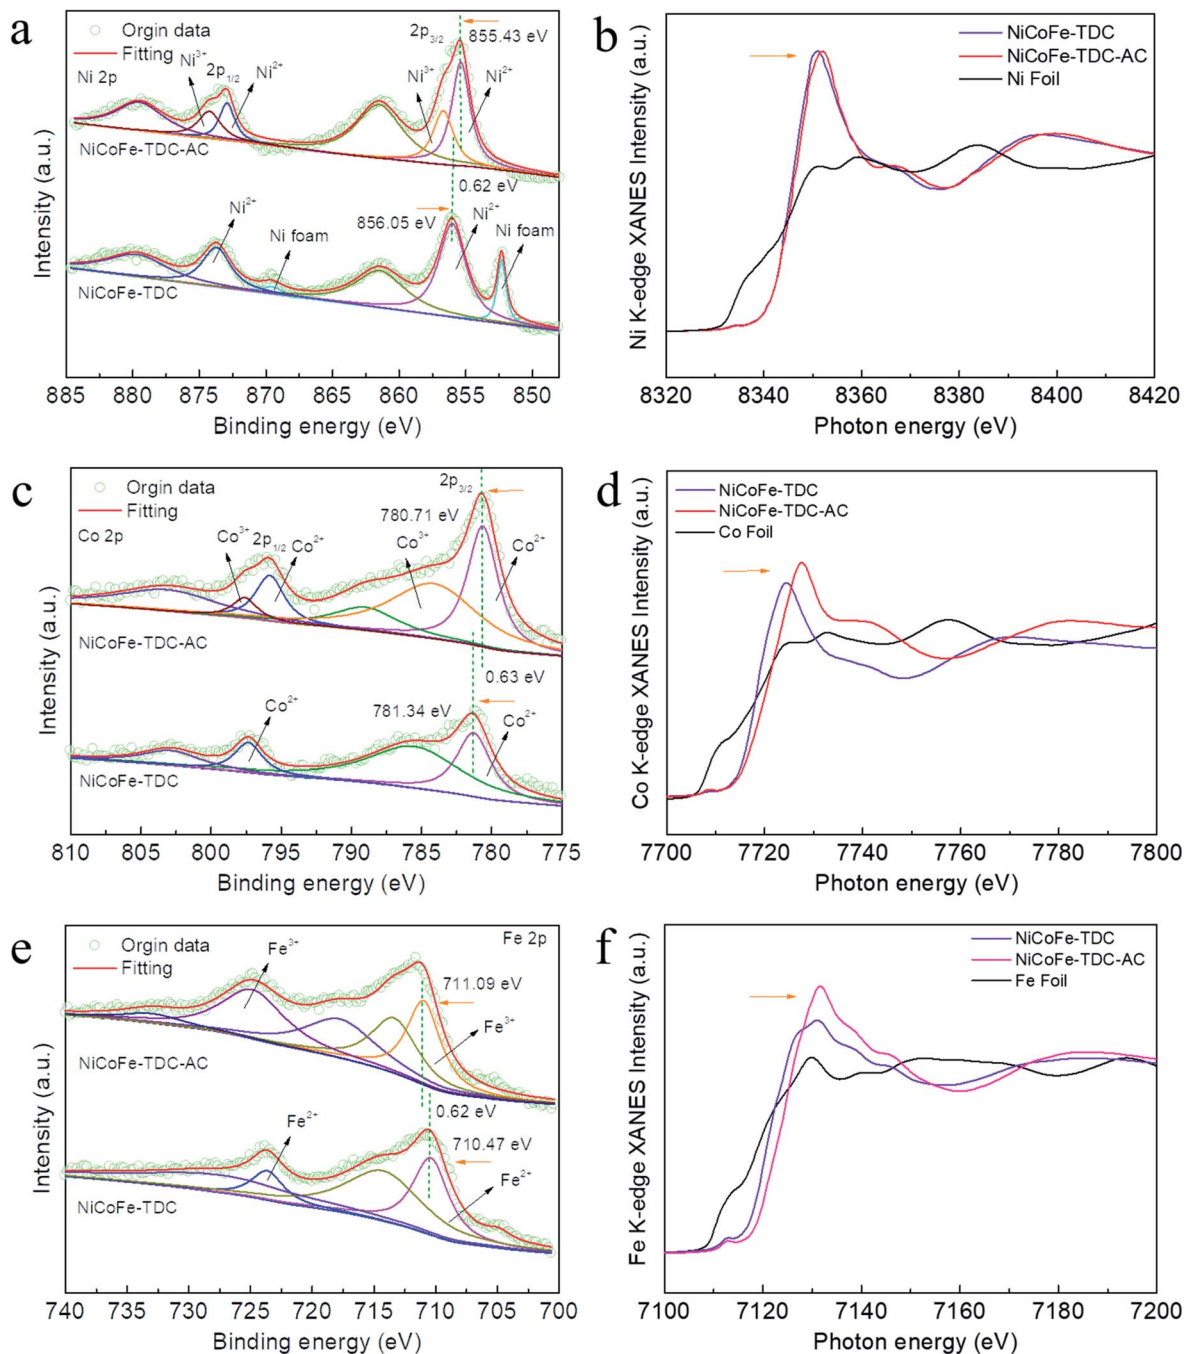 a
Orgin data
Fitting
Ni 2p
Ni³⁺
2p₁/₂
Ni²⁺
2p₃/₂
855.43 eV
Ni³⁺
Ni²⁺
NiCoFe-TDC-AC
0.62 eV
856.05 eV
Ni²⁺
Ni foam
Ni²⁺
Ni foam
NiCoFe-TDC
Intensity (a.u.)
885 880 875 870 865 860 855 850
Binding energy (eV)
b
NiCoFe-TDC
NiCoFe-TDC-AC
Ni Foil
Ni K-edge XANES Intensity (a.u.)
8320 8340 8360 8380 8400 8420
Photon energy (eV)
c
Orgin data
Fitting
Co 2p
Co³⁺
2p₁/₂
Co²⁺
2p₃/₂
780.71 eV
Co³⁺
Co²⁺
NiCoFe-TDC-AC
0.63 eV
781.34 eV
Co²⁺
Co²⁺
NiCoFe-TDC
Intensity (a.u.)
810 805 800 795 790 785 780 775
Binding energy (eV)
d
NiCoFe-TDC
NiCoFe-TDC-AC
Co Foil
Co K-edge XANES Intensity (a.u.)
7700 7720 7740 7760 7780 7800
Photon energy (eV)
e
Orgin data
Fitting
Fe³⁺
Fe 2p
711.09 eV
Fe³⁺
NiCoFe-TDC-AC
0.62 eV
Fe²⁺
710.47 eV
Fe²⁺
NiCoFe-TDC
Intensity (a.u.)
740 735 730 725 720 715 710 705 700
Binding energy (eV)
f
NiCoFe-TDC
NiCoFe-TDC-AC
Fe Foil
Fe K-edge XANES Intensity (a.u.)
7100 7120 7140 7160 7180 7200
Photon energy (eV)